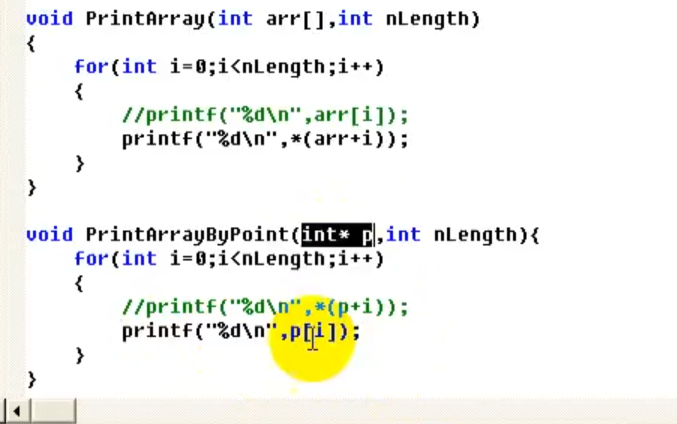 void PrintArray(int arr[],int nLength)
{
    for(int i=0;i<nLength;i++)
    {
        //printf("%d\n",arr[i]);
        printf("%d\n",*(arr+i));
    }
}

void PrintArrayByPoint(int* p,int nLength){
    for(int i=0;i<nLength;i++)
    {
        //printf("%d\n",*(p+i));
        printf("%d\n",p[i]);
    }
}